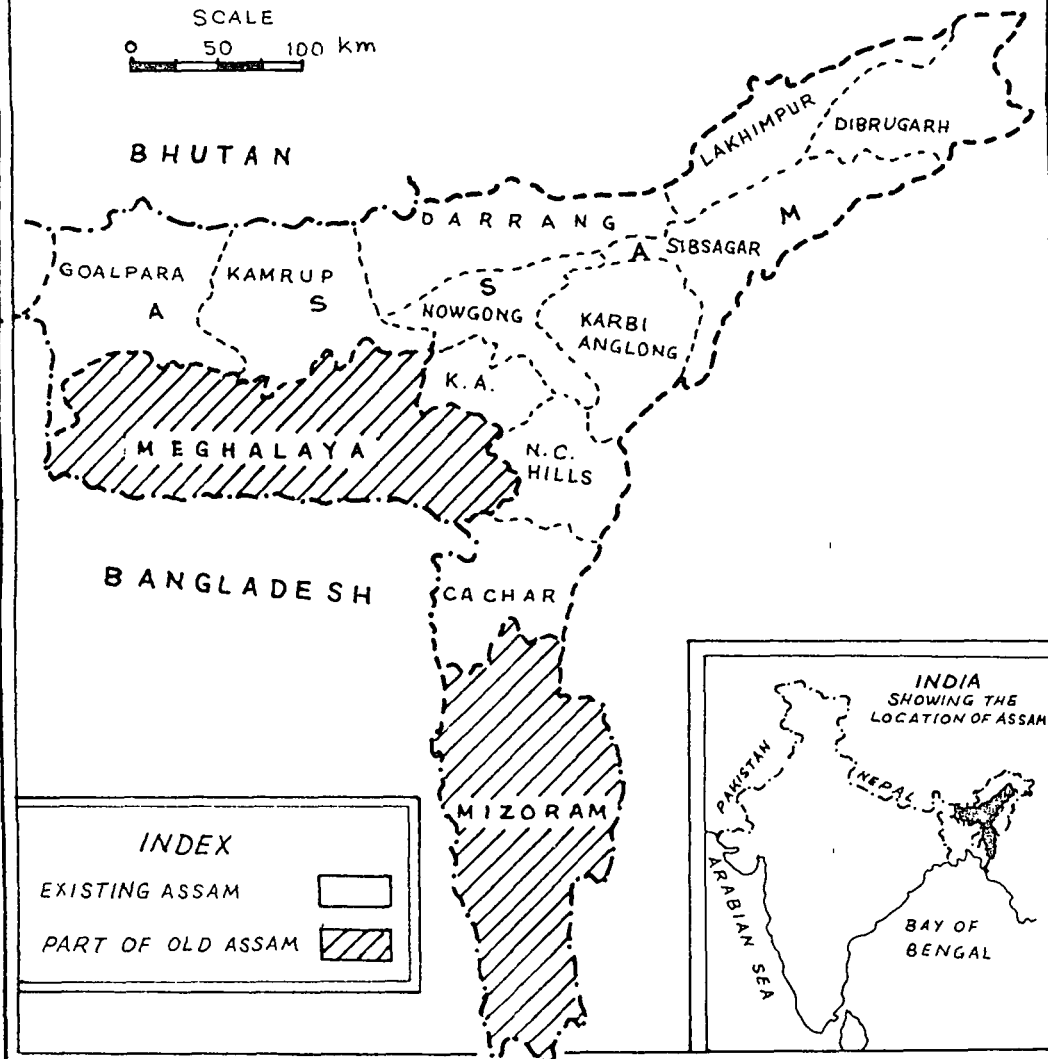 SCALE
0 50 100 km
BHUTAN
LAKHIMPUR
DIBRUGARH
DARRANG
M
A
SIBSAGAR
GOALPARA
KAMRUP
A
S
S
NOWGONG
KARBI
ANGLONG
K.A.
MEGHALAYA
N.C.
HILLS
BANGLADESH
CACHAR
MIZORAM
INDEX
EXISTING ASSAM
PART OF OLD ASSAM
INDIA
SHOWING THE
LOCATION OF ASSAM
PAKISTAN
NEPAL
ARABIAN SEA
BAY OF
BENGAL